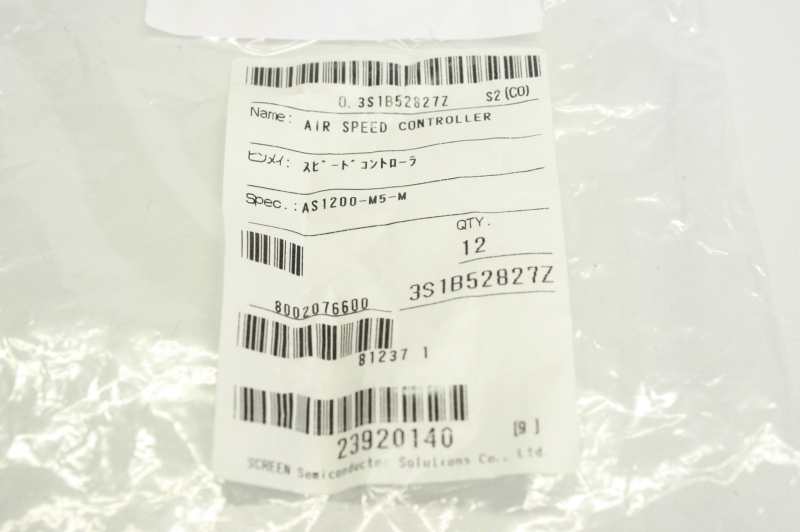 0. 3S1B52827Z S2(CO)
Name: AIR SPEED CONTROLLER
ヒンメイ: スピードコントローラ
Spec.: AS1200-M5-M
QTY.
12
3S1B52827Z
8002076600
81237 1
23920140 [9 ]
SCREEN Semiconductor Solutions Co., Ltd